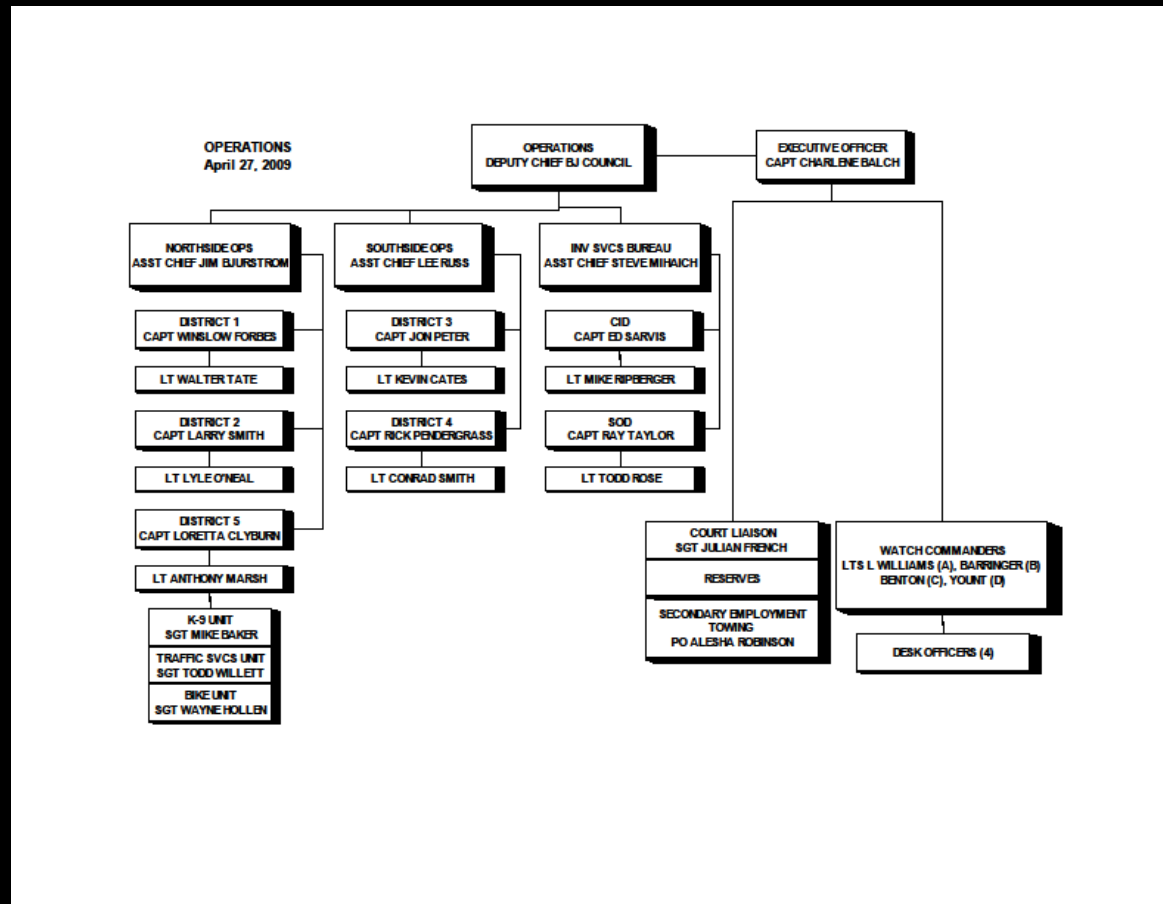 OPERATIONS
April 27, 2009
OPERATIONS
DEPUTY CHIEF BJ COUNCIL
EXECUTIVE OFFICER
CAPT CHARLENE BALCH
NORTHSIDE OPS
ASST CHIEF JIM BJURSTROM
SOUTHSIDE OPS
ASST CHIEF LEE RUSS
INV SVCS BUREAU
ASST CHIEF STEVE MIHAICH
DISTRICT 1
CAPT WINSLOW FORBES
LT WALTER TATE
DISTRICT 2
CAPT LARRY SMITH
LT LYLE O'NEAL
DISTRICT 5
CAPT LORETTA CLYBURN
LT ANTHONY MARSH
K-9 UNIT
SGT MIKE BAKER
TRAFFIC SVCS UNIT
SGT TODD WILLETT
BIKE UNIT
SGT WAYNE HOLLEN
DISTRICT 3
CAPT JON PETER
LT KEVIN CATES
DISTRICT 4
CAPT RICK PENDERGRASS
LT CONRAD SMITH
CID
CAPT ED SARVIS
LT MIKE RIPBERGER
SOD
CAPT RAY TAYLOR
LT TODD ROSE
COURT LIAISON
SGT JULIAN FRENCH
RESERVES
SECONDARY EMPLOYMENT
TOWING
PO ALESHA ROBINSON
WATCH COMMANDERS
LTS L WILLIAMS (A), BARRINGER (B)
BENTON (C), YOUNT (D)
DESK OFFICERS (4)